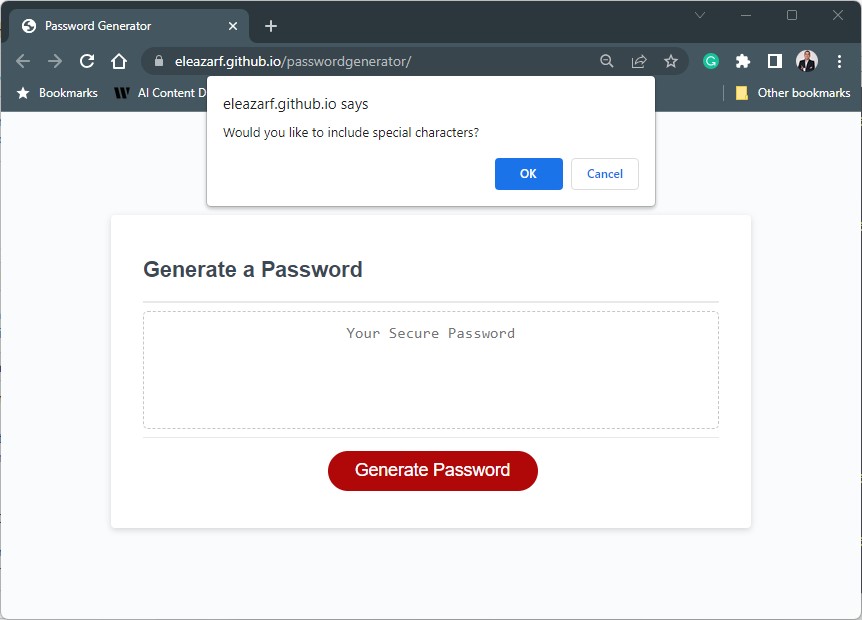 Password Generator
eleazarf.github.io/passwordgenerator/
Bookmarks
AI Content D
Other bookmarks
eleazarf.github.io says
Would you like to include special characters?
OK
Cancel
Generate a Password
Your Secure Password
Generate Password